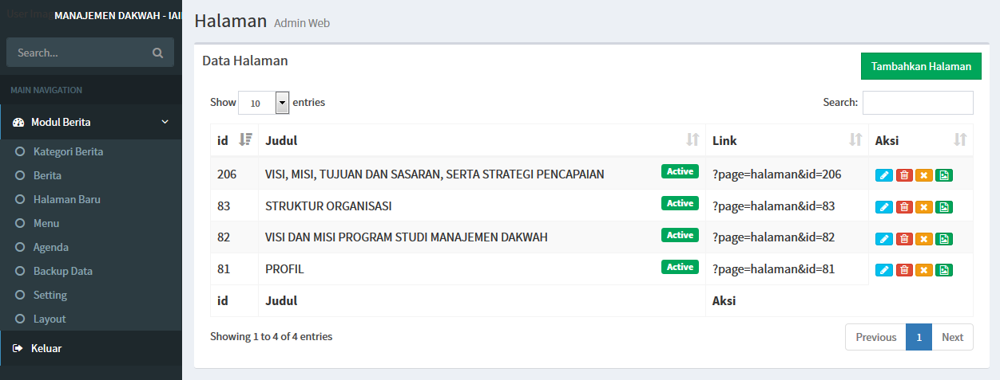 User Image MANAJEMEN DAKWAH - IAI
Search...
MAIN NAVIGATION
Modul Berita
Kategori Berita
Berita
Halaman Baru
Menu
Agenda
Backup Data
Setting
Layout
Keluar
Halaman Admin Web
Data Halaman
Tambahkan Halaman
Show 10 entries
Search:
id Judul Link Aksi
206 VISI, MISI, TUJUAN DAN SASARAN, SERTA STRATEGI PENCAPAIAN Active ?page=halaman&id=206
83 STRUKTUR ORGANISASI Active ?page=halaman&id=83
82 VISI DAN MISI PROGRAM STUDI MANAJEMEN DAKWAH Active ?page=halaman&id=82
81 PROFIL Active ?page=halaman&id=81
id Judul Aksi
Showing 1 to 4 of 4 entries
Previous 1 Next